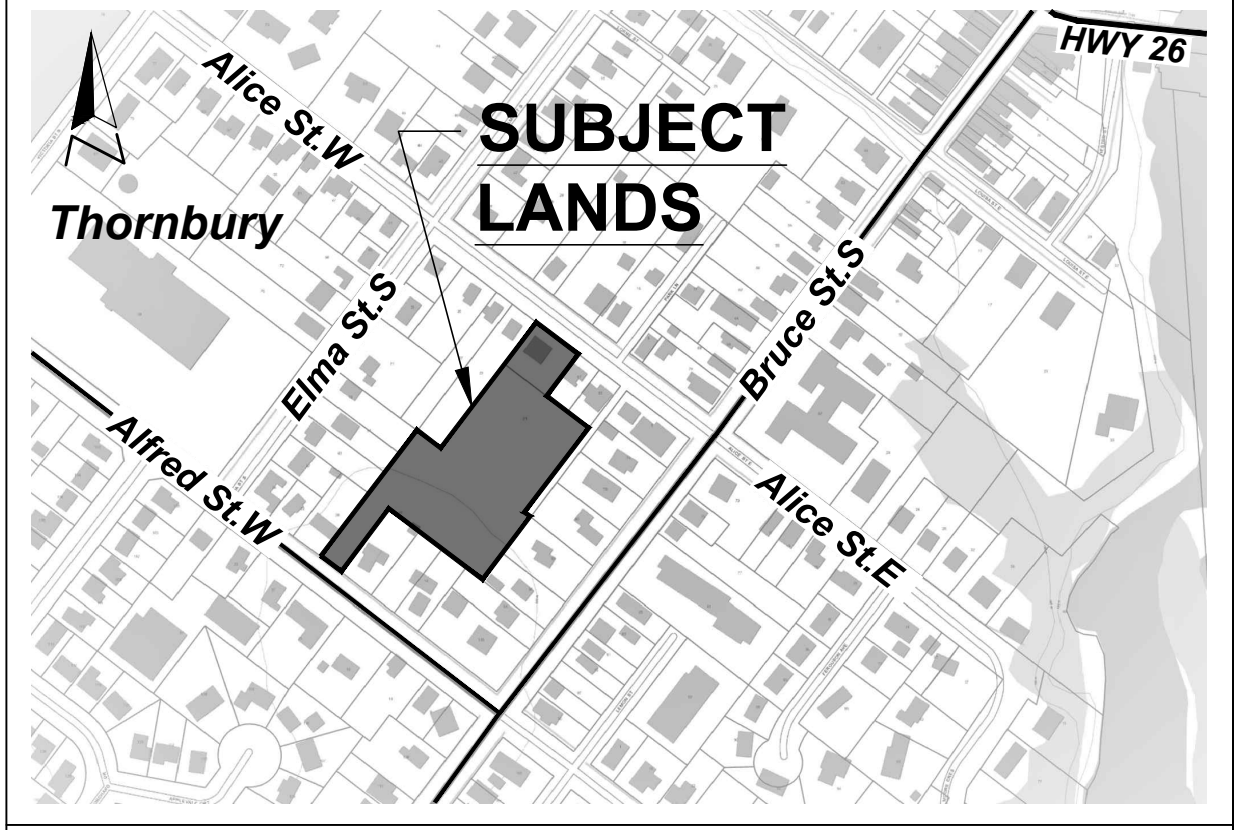 HWY 26
Alice St.W
SUBJECT
LANDS
Thornbury
Elma St.S
Bruce St.S
Alfred St.W
Alice St.E